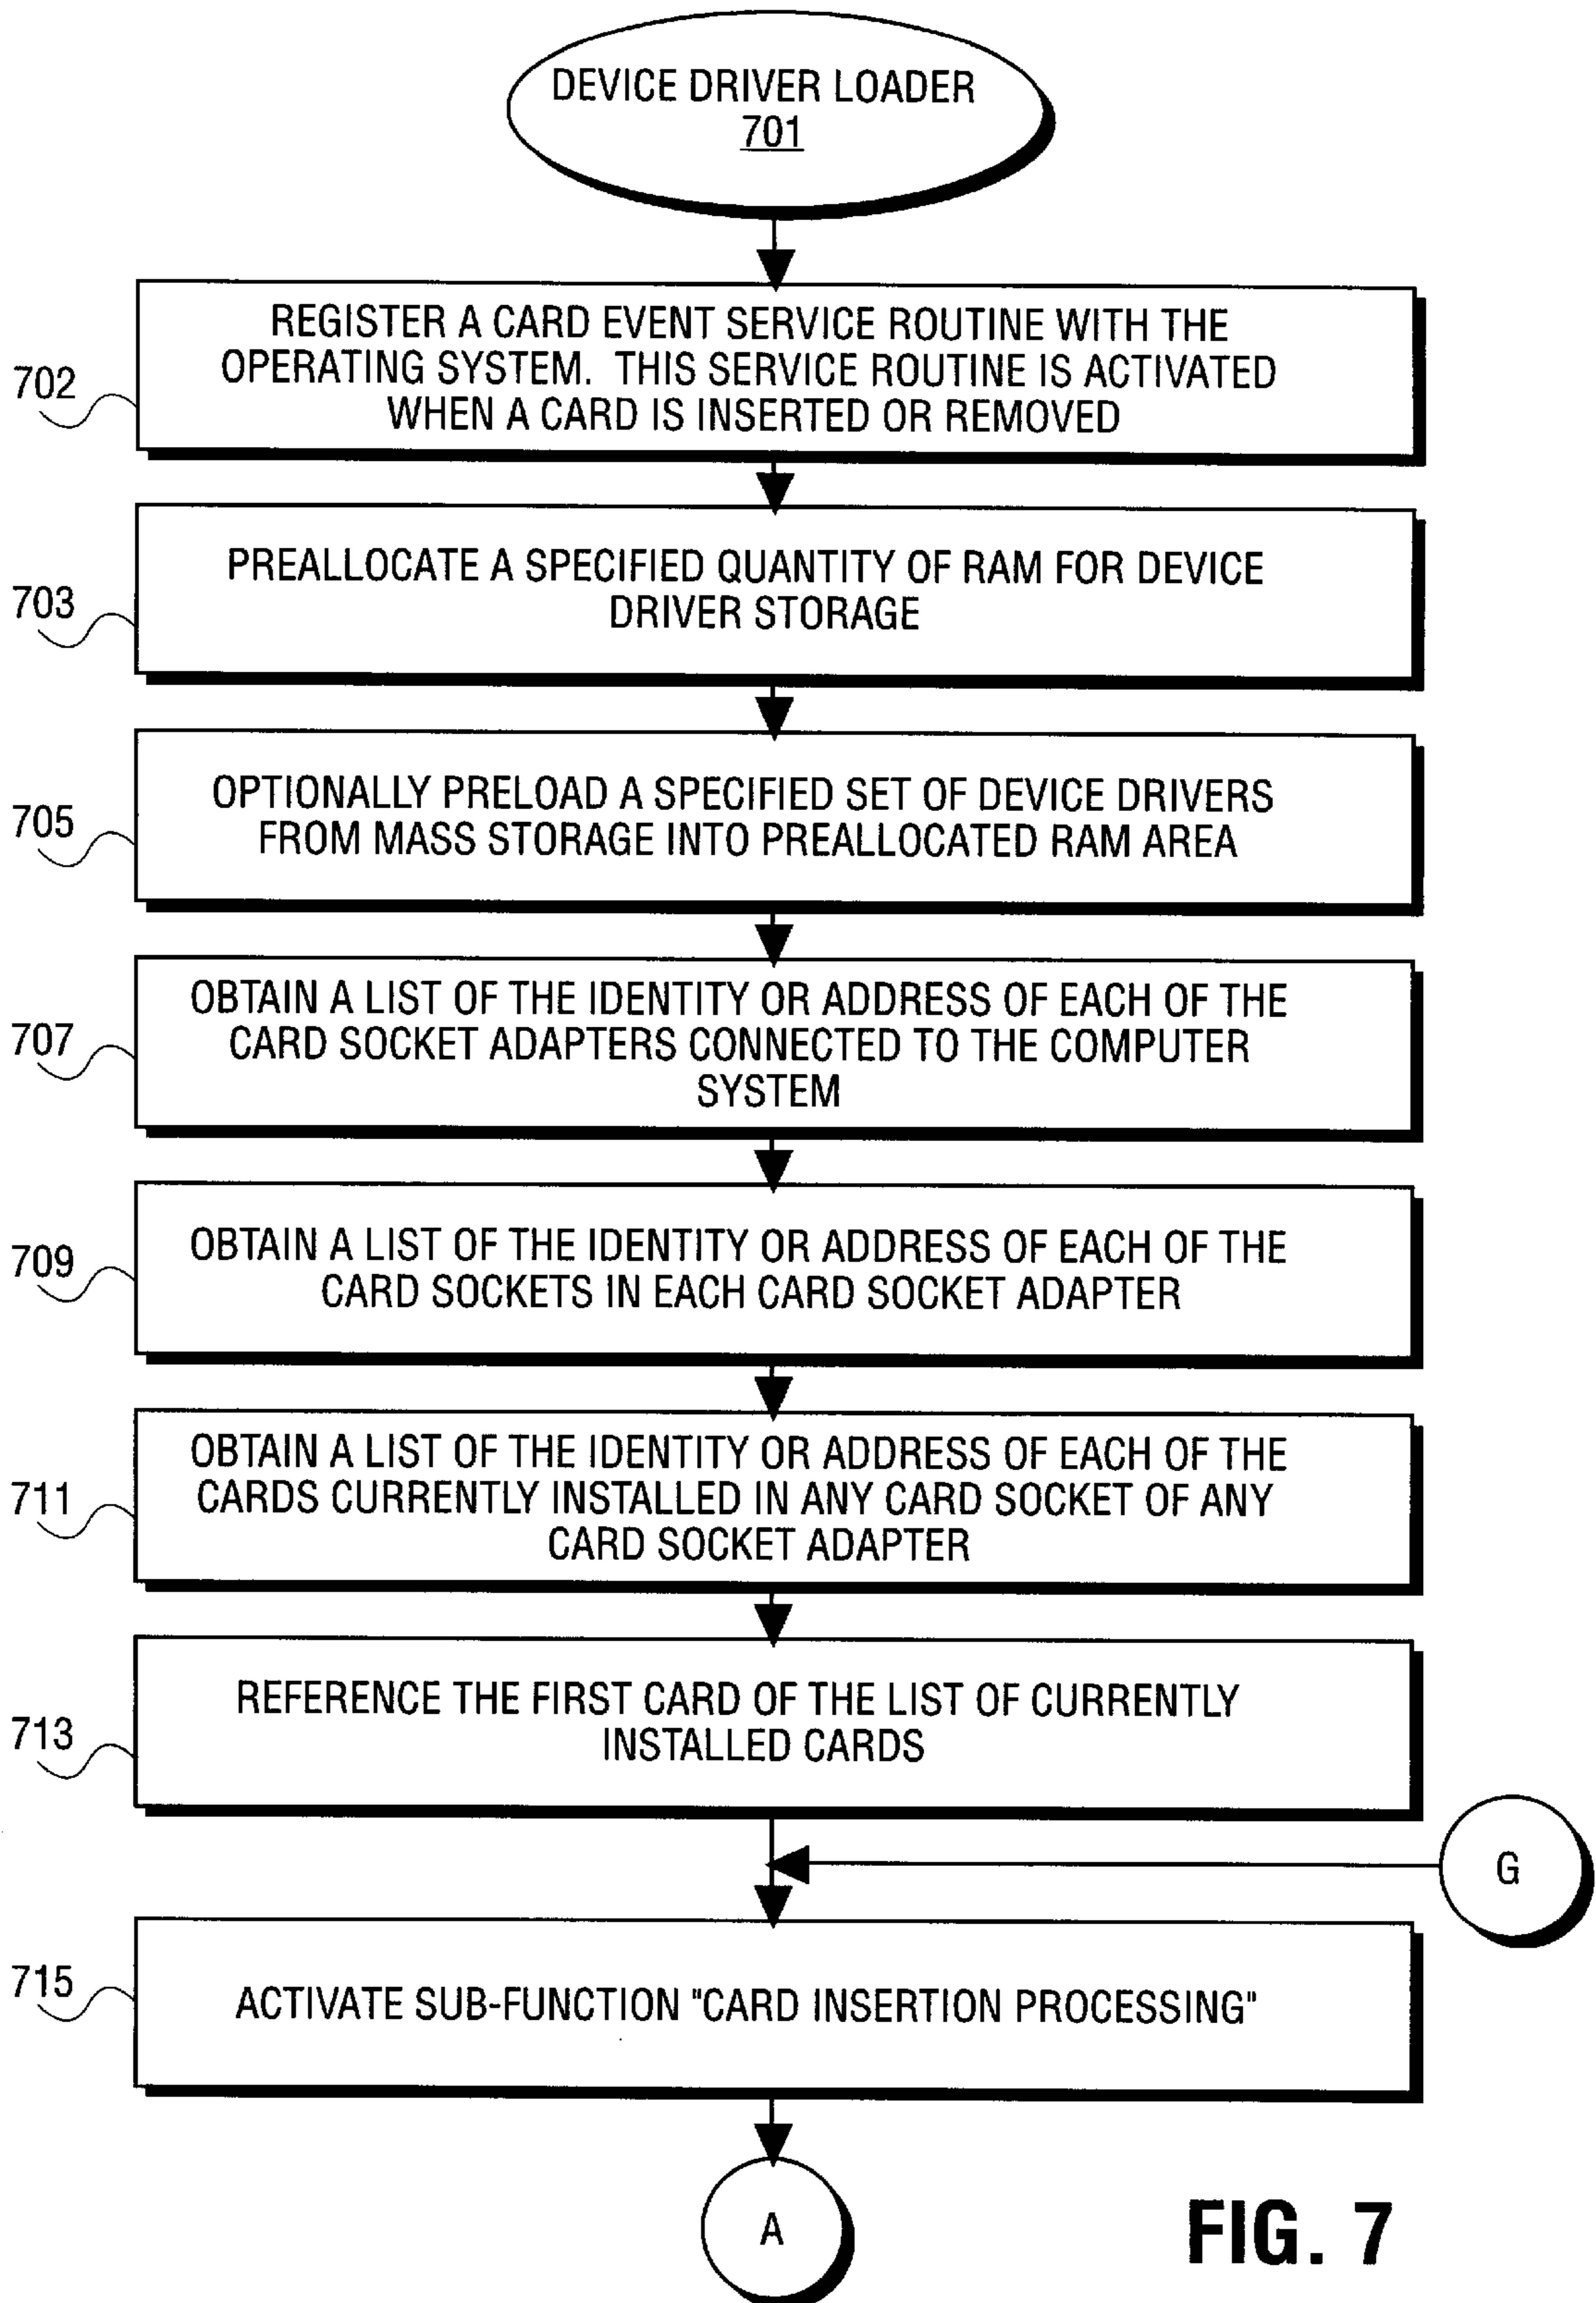 DEVICE DRIVER LOADER
701
702
REGISTER A CARD EVENT SERVICE ROUTINE WITH THE
OPERATING SYSTEM. THIS SERVICE ROUTINE IS ACTIVATED
WHEN A CARD IS INSERTED OR REMOVED
703
PREALLOCATE A SPECIFIED QUANTITY OF RAM FOR DEVICE
DRIVER STORAGE
705
OPTIONALLY PRELOAD A SPECIFIED SET OF DEVICE DRIVERS
FROM MASS STORAGE INTO PREALLOCATED RAM AREA
707
OBTAIN A LIST OF THE IDENTITY OR ADDRESS OF EACH OF THE
CARD SOCKET ADAPTERS CONNECTED TO THE COMPUTER
SYSTEM
709
OBTAIN A LIST OF THE IDENTITY OR ADDRESS OF EACH OF THE
CARD SOCKETS IN EACH CARD SOCKET ADAPTER
711
OBTAIN A LIST OF THE IDENTITY OR ADDRESS OF EACH OF THE
CARDS CURRENTLY INSTALLED IN ANY CARD SOCKET OF ANY
CARD SOCKET ADAPTER
713
REFERENCE THE FIRST CARD OF THE LIST OF CURRENTLY
INSTALLED CARDS
G
715
ACTIVATE SUB-FUNCTION "CARD INSERTION PROCESSING"
A
FIG. 7